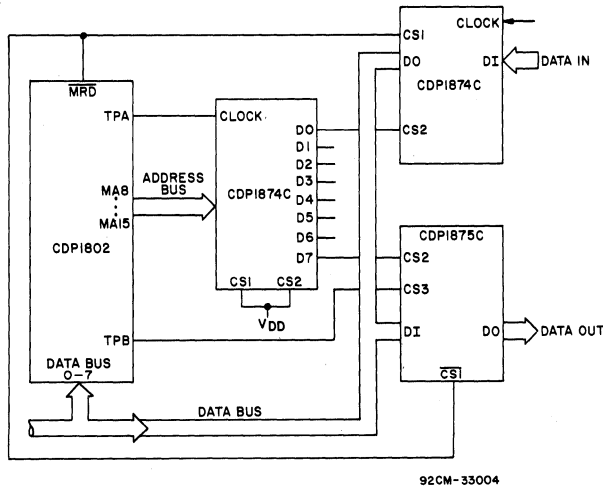 CS1
CLOCK
DO
DI
DATA IN
CDP1874C
CS2
MRD
TPA
CLOCK
DO
D1
D2
D3
D4
D5
D6
D7
ADDRESS
BUS
CDP1874C
MA8
MA15
CDP1802
CS1 CS2
VDD
TPB
DATA BUS
0-7
CDP1875C
CS2
CS3
DI
DO
DATA OUT
CS1
DATA BUS
92CM-33004